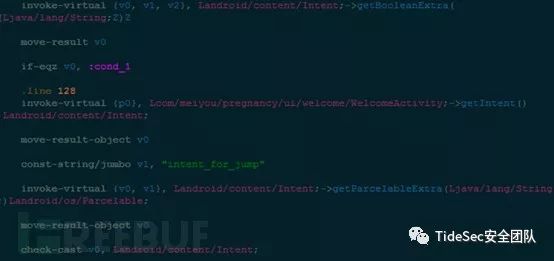 invoke-virtual {v0, v1, v2}, Landroid/content/Intent;->getBooleanExtra(
(Ljava/lang/String;Z)Z
move-result v0
if-eqz v0, :cond_1
.line 128
invoke-virtual {p0}, Lcom/meiyou/pregnancy/ui/welcome/WelcomeActivity;->getIntent()
Landroid/content/Intent;
move-result-object v0
const-string/jumbo v1, "intent_for_jump"
invoke-virtual {v0, v1}, Landroid/content/Intent;->getParcelableExtra(Ljava/lang/String
;)Landroid/os/Parcelable;
move-result-object v0
check-cast v0, Landroid/content/Intent;
REEBUF
TideSec安全团队